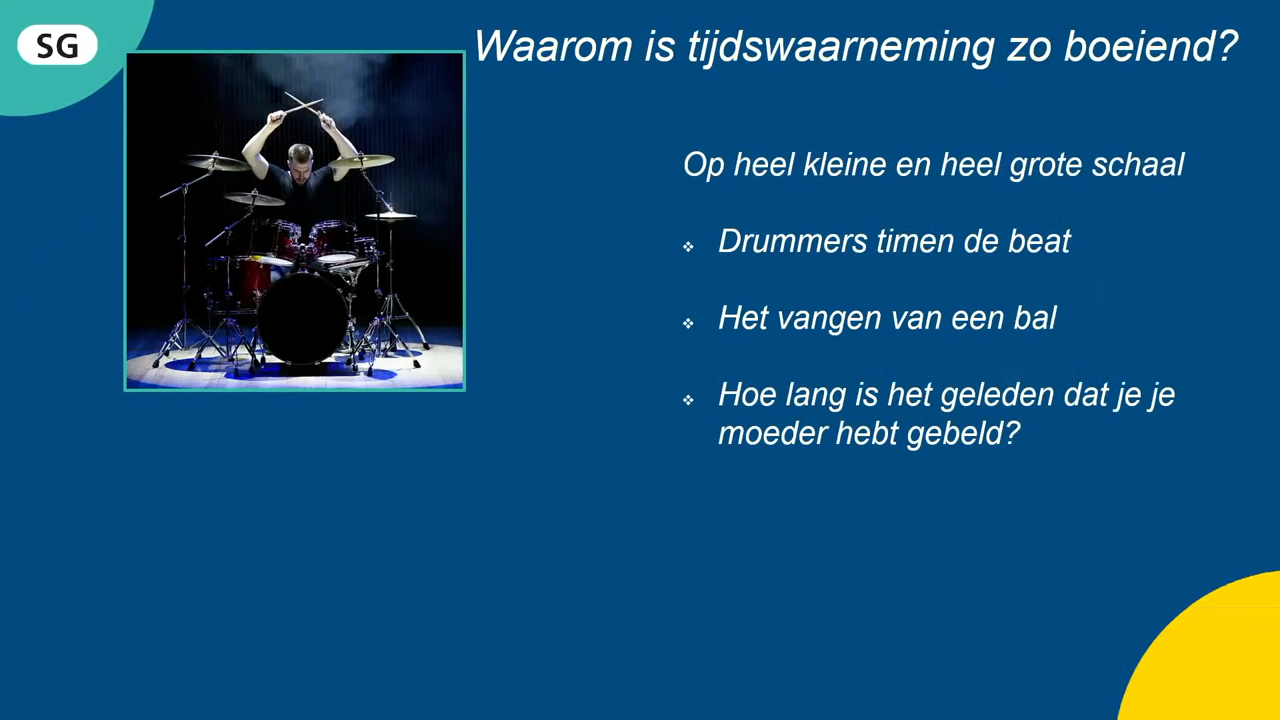 SG
Waarom is tijdswaarneming zo boeiend?
Op heel kleine en heel grote schaal
❖ Drummers timen de beat
❖ Het vangen van een bal
❖ Hoe lang is het geleden dat je je
moeder hebt gebeld?